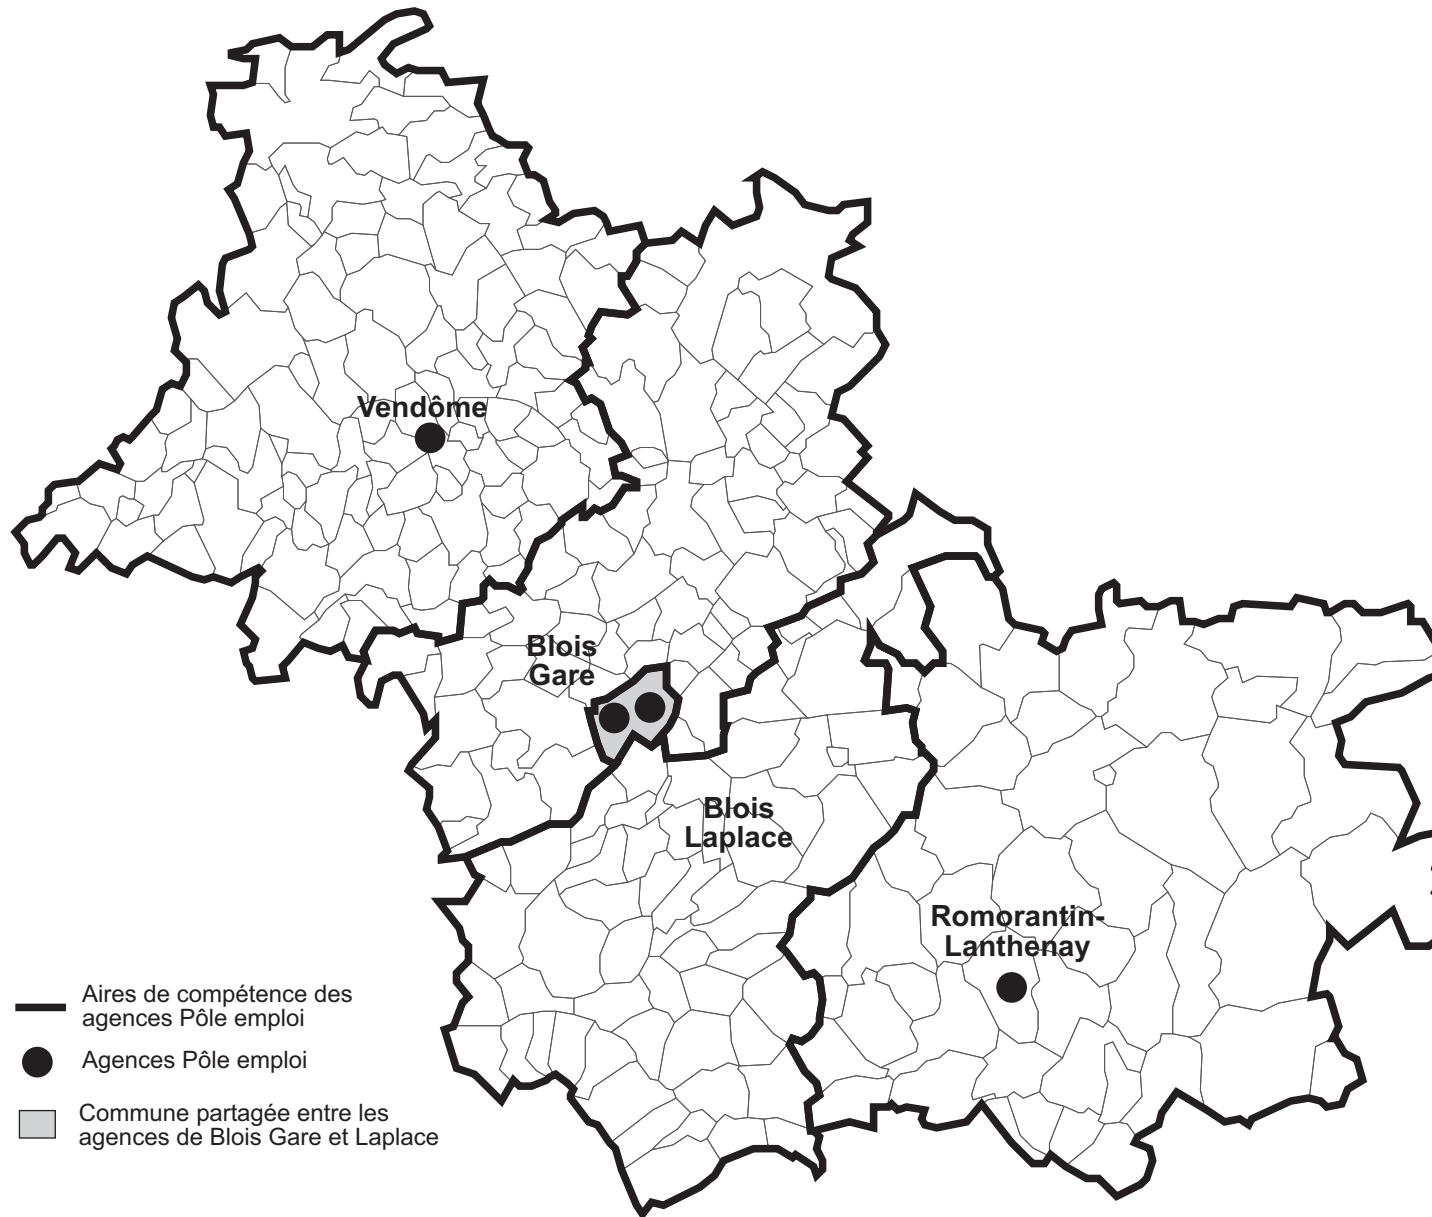 Vendôme
Blois
Gare
Blois
Laplace
Romorantin-
Lanthenay
Aires de compétence des
agences Pôle emploi
Agences Pôle emploi
Commune partagée entre les
agences de Blois Gare et Laplace